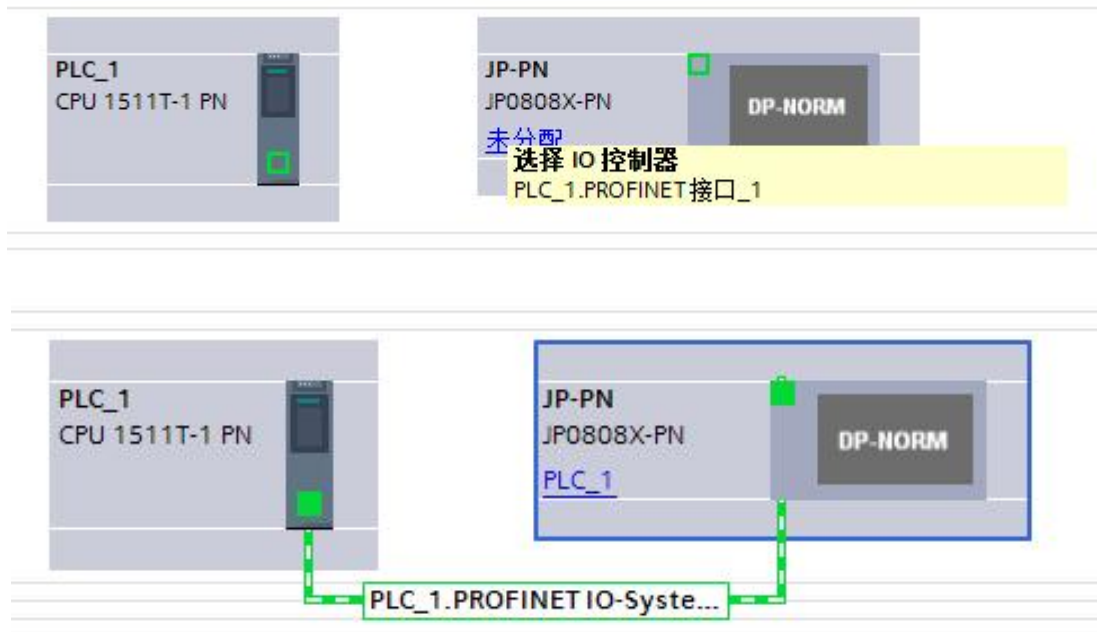 PLC_1
CPU 1511T-1 PN
JP-PN
JP0808X-PN
DP-NORM
未分配
选择 IO 控制器
PLC_1.PROFINET接口_1
PLC_1
CPU 1511T-1 PN
JP-PN
JP0808X-PN
DP-NORM
PLC_1
PLC_1.PROFINET IO-Syste...